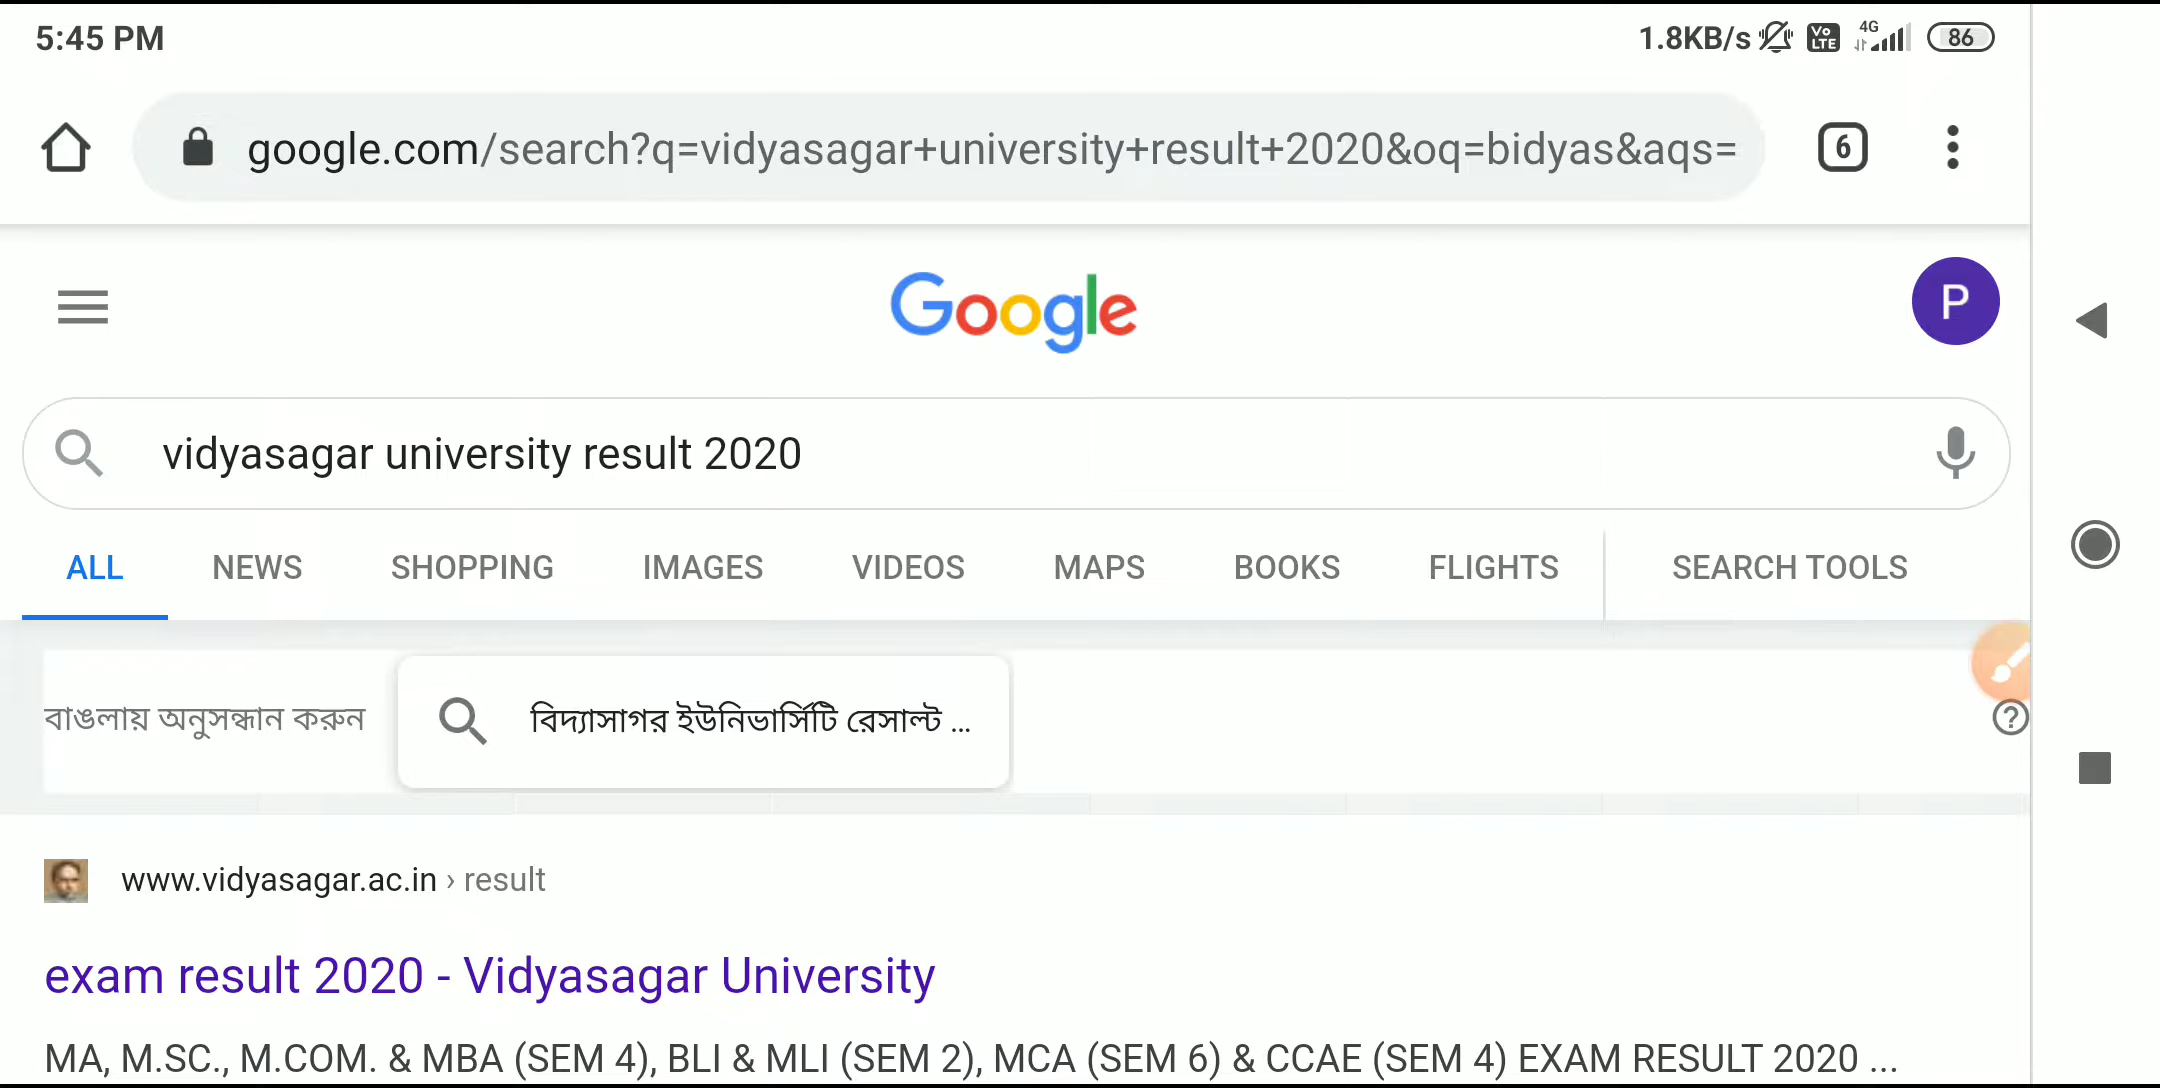 5:45 PM 1.8KB/s Vo LTE 4G 86
google.com/search?q=vidyasagar+university+result+2020&oq=bidyas&aqs= 6
Google P
vidyasagar university result 2020
ALL NEWS SHOPPING IMAGES VIDEOS MAPS BOOKS FLIGHTS SEARCH TOOLS
বাঙলায় অনুসন্ধান করুন বিদ্যাসাগর ইউনিভার্সিটি রেসাল্ট ... ?
www.vidyasagar.ac.in › result
exam result 2020 - Vidyasagar University
MA, M.SC., M.COM. & MBA (SEM 4), BLI & MLI (SEM 2), MCA (SEM 6) & CCAE (SEM 4) EXAM RESULT 2020 ...